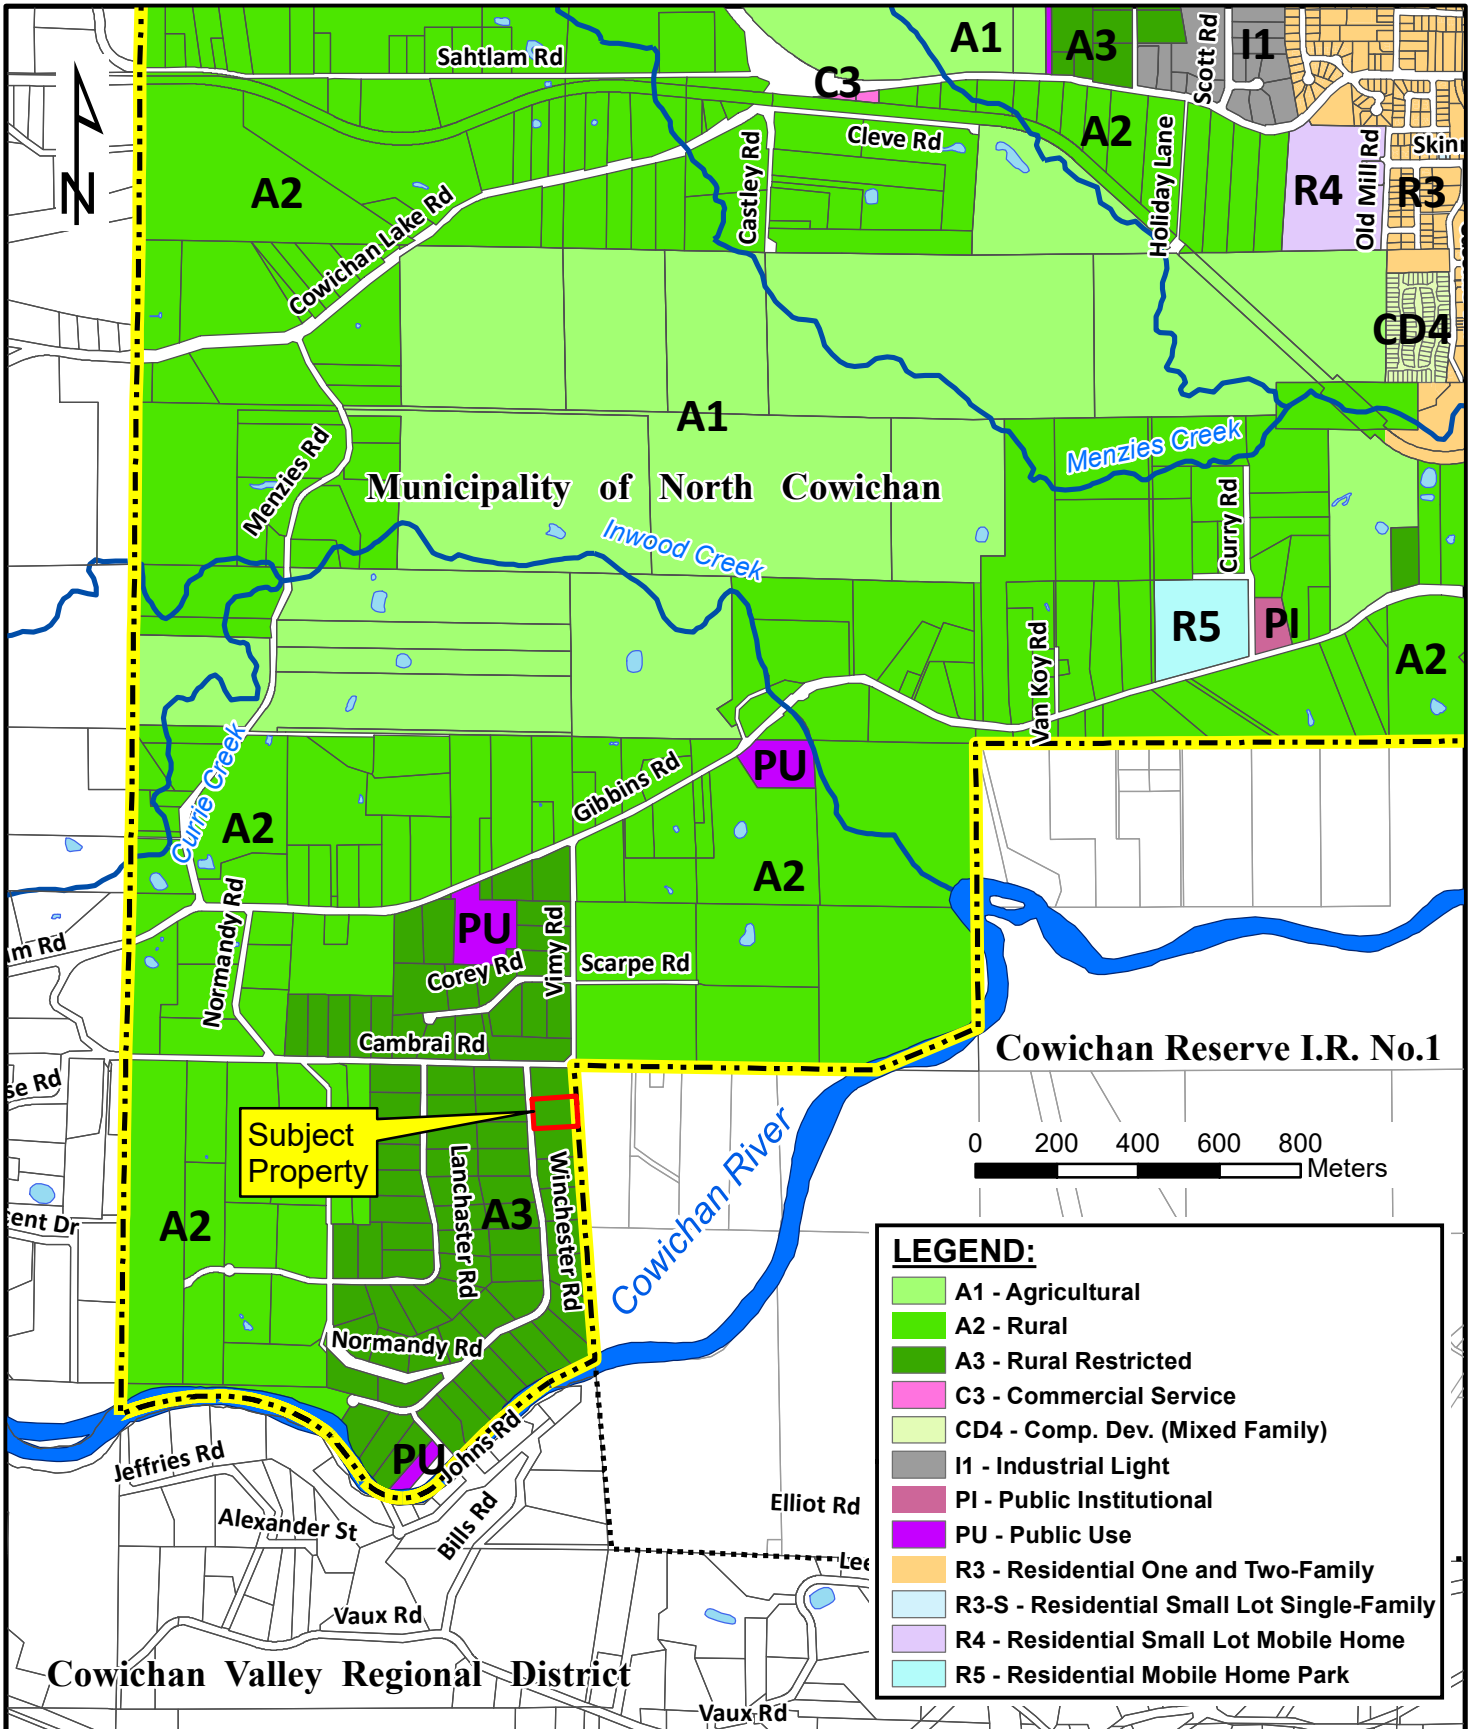 Sahtlam Rd
A1
A3
Scott Rd
I1
C3
Cleve Rd
A2
Castley Rd
Holiday Lane
Old Mill Rd
R4
R3
N
A2
Cowichan Lake Rd
CD4
A1
Menzies Creek
Menzies Rd
Municipality of North Cowichan
Curry Rd
Inwood Creek
R5
PI
Van Koy Rd
A2
Currie Creek
PU
Gibbins Rd
A2
A2
Normandy Rd
PU
Vimy Rd
Corey Rd
Scarpe Rd
Cambrai Rd
Cowichan Reserve I.R. No.1
Subject
Property
0 200 400 600 800
Meters
Cowichan River
A2
Lanchaster Rd
A3
Winchester Rd
Normandy Rd
PU
Johns Rd
Jeffries Rd
Alexander St
Bills Rd
Elliot Rd
Vaux Rd
Cowichan Valley Regional District
Vaux Rd
LEGEND:
A1 - Agricultural
A2 - Rural
A3 - Rural Restricted
C3 - Commercial Service
CD4 - Comp. Dev. (Mixed Family)
I1 - Industrial Light
PI - Public Institutional
PU - Public Use
R3 - Residential One and Two-Family
R3-S - Residential Small Lot Single-Family
R4 - Residential Small Lot Mobile Home
R5 - Residential Mobile Home Park